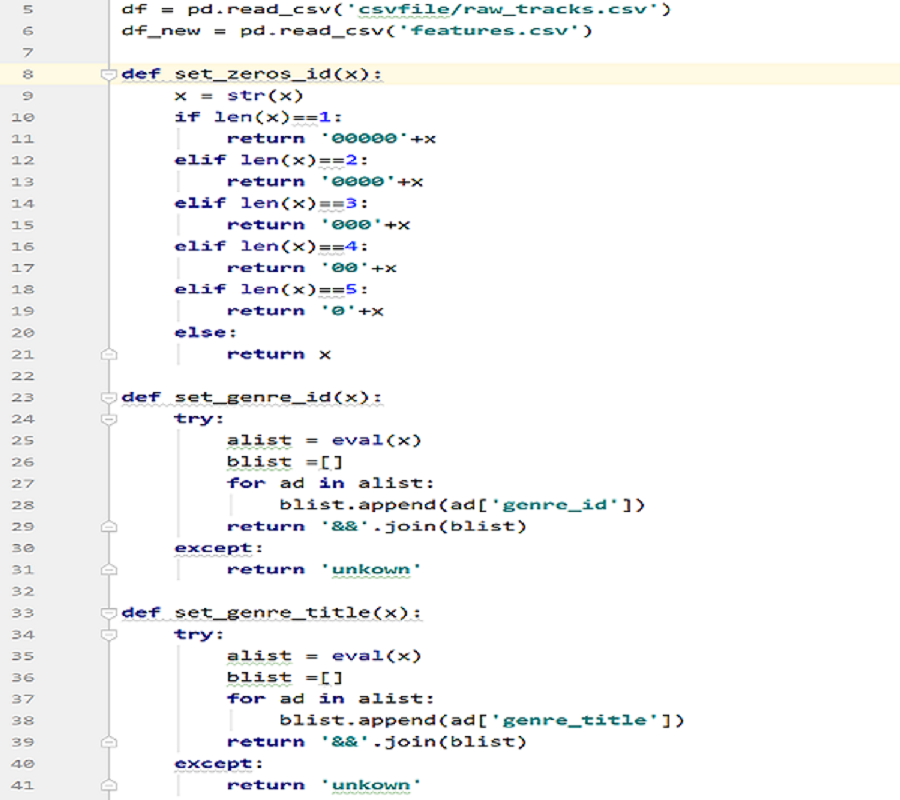 5 df = pd.read_csv('csvfile/raw_tracks.csv')
6 df_new = pd.read_csv('features.csv')
7
8 def set_zeros_id(x):
9     x = str(x)
10     if len(x)==1:
11         return '00000'+x
12     elif len(x)==2:
13         return '0000'+x
14     elif len(x)==3:
15         return '000'+x
16     elif len(x)==4:
17         return '00'+x
18     elif len(x)==5:
19         return '0'+x
20     else:
21         return x
22
23 def set_genre_id(x):
24     try:
25         alist = eval(x)
26         blist =[]
27         for ad in alist:
28             blist.append(ad['genre_id'])
29         return '&&'.join(blist)
30     except:
31         return 'unkown'
32
33 def set_genre_title(x):
34     try:
35         alist = eval(x)
36         blist =[]
37         for ad in alist:
38             blist.append(ad['genre_title'])
39         return '&&'.join(blist)
40     except:
41         return 'unkown'